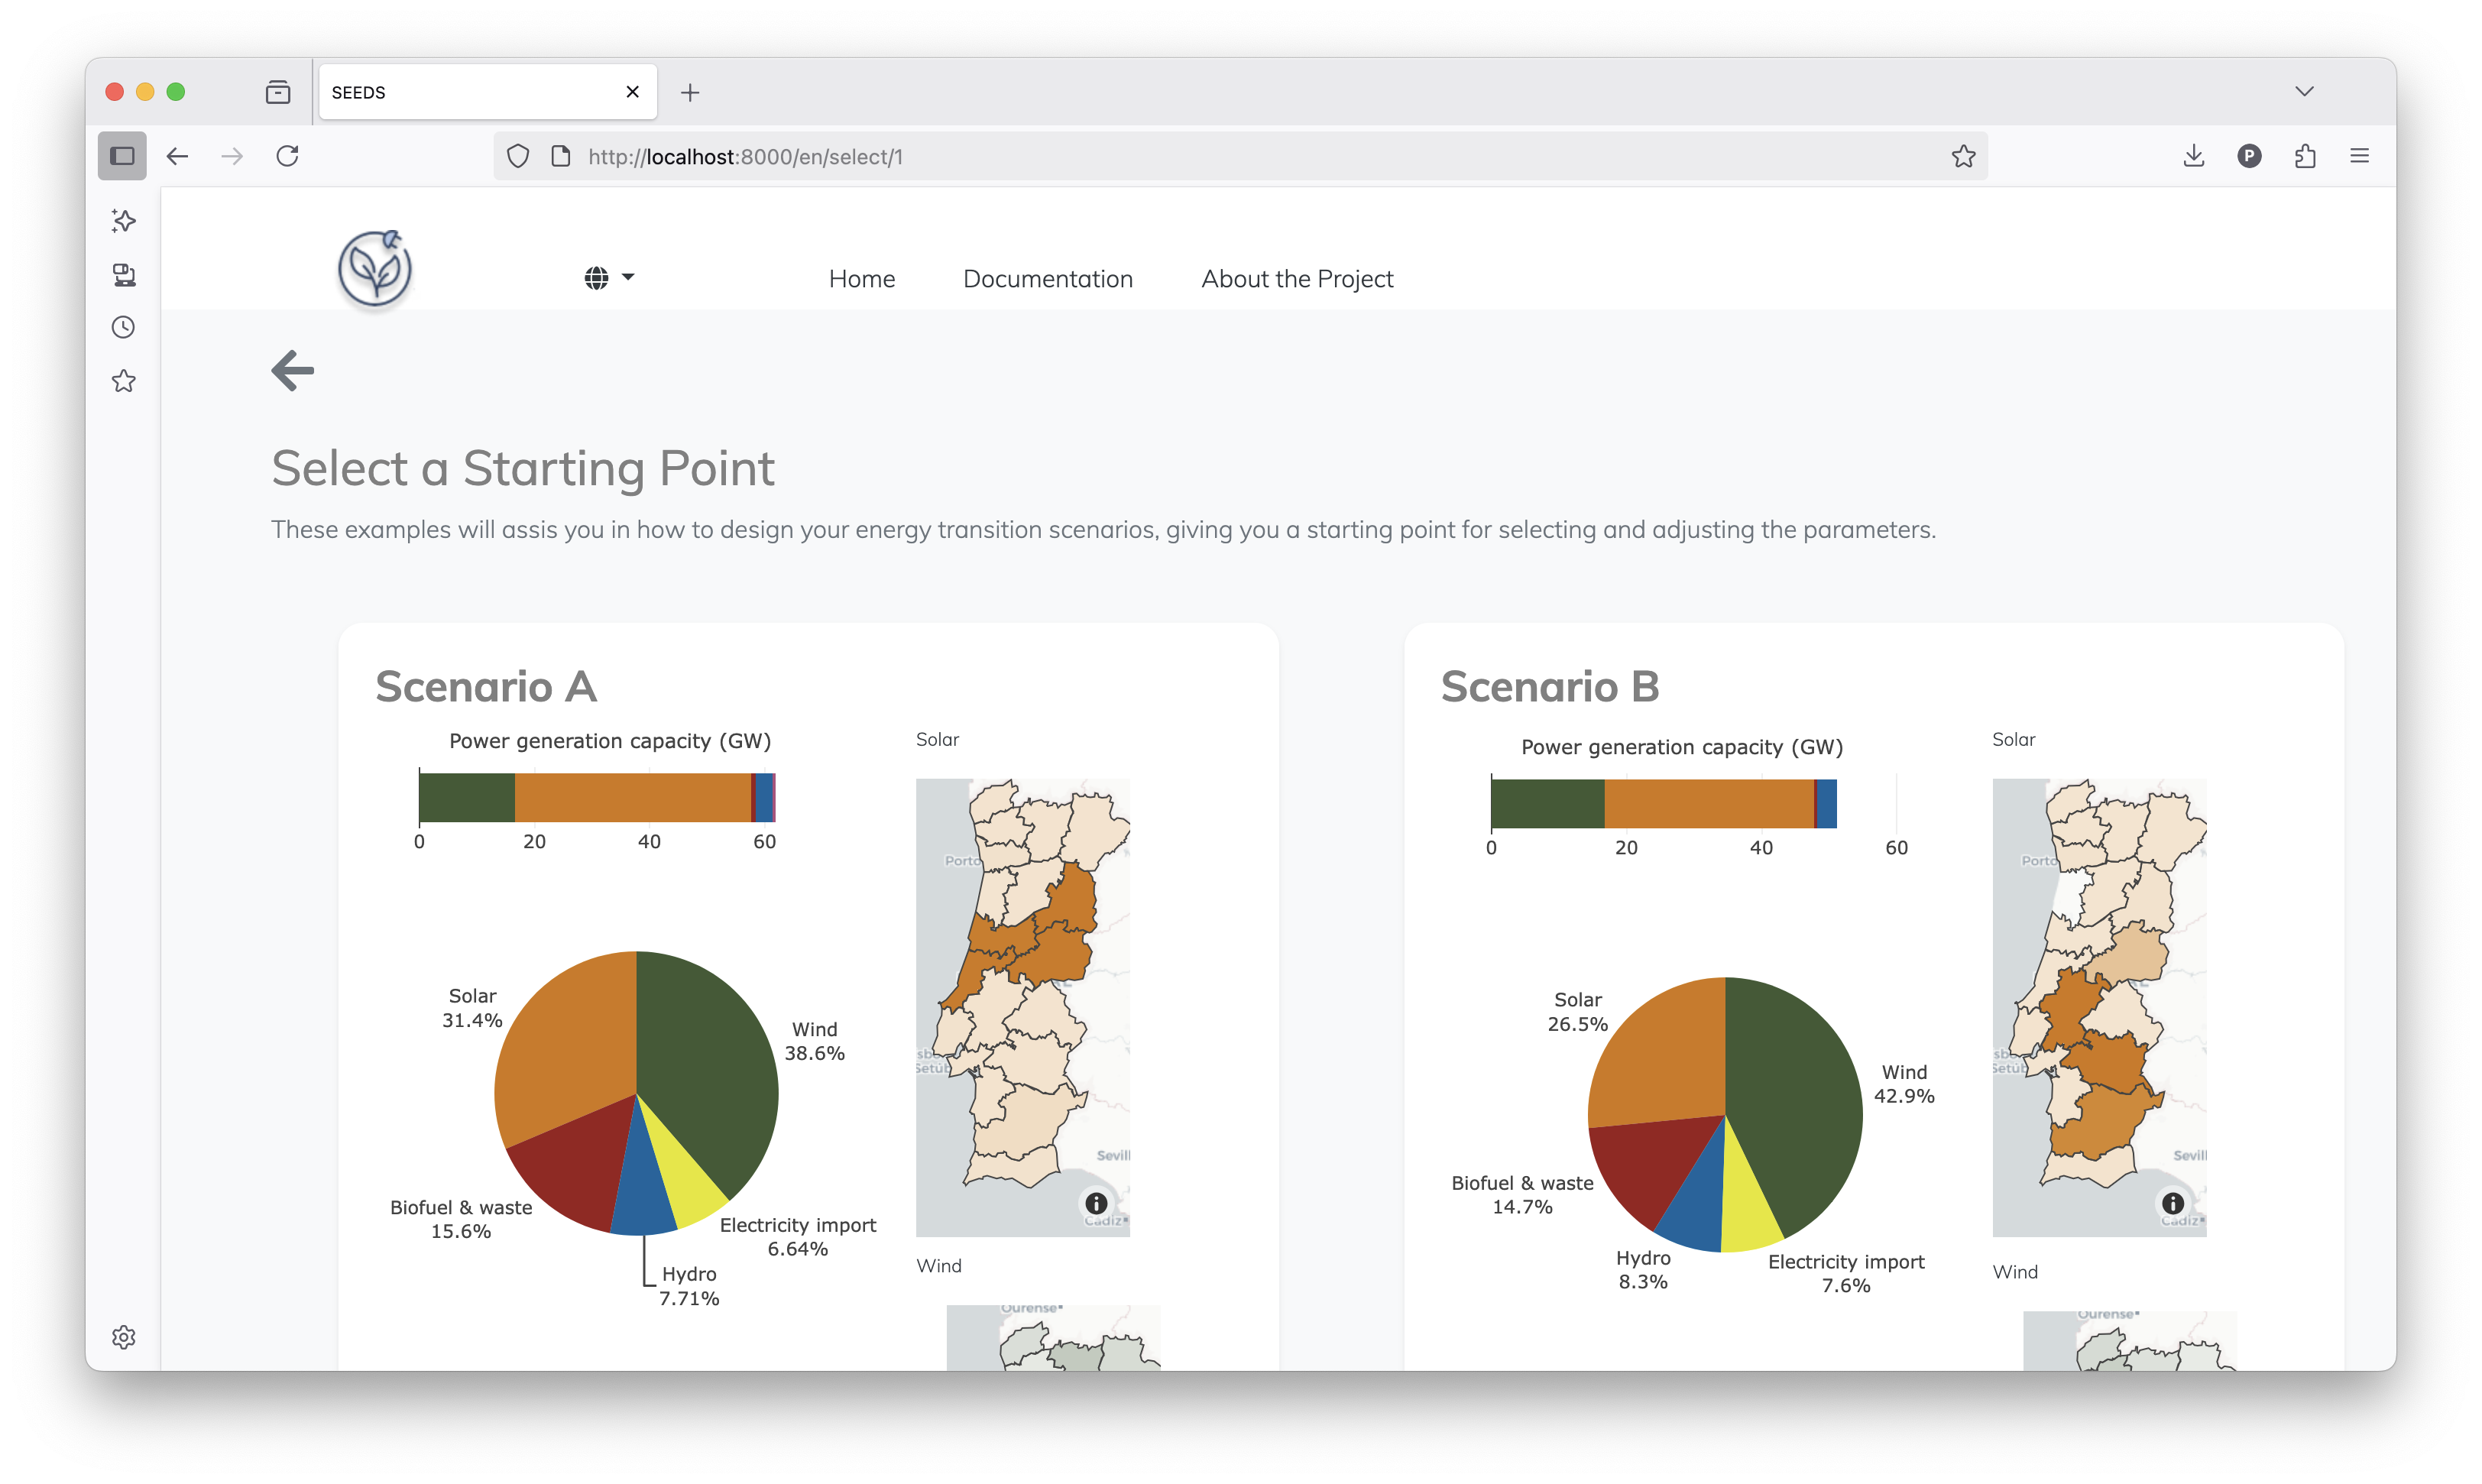 SEEDS
http://localhost:8000/en/select/1
P
Home
Documentation
About the Project
Select a Starting Point
These examples will assis you in how to design your energy transition scenarios, giving you a starting point for selecting and adjusting the parameters.
Scenario A
Power generation capacity (GW)
0 20 40 60
Solar
31.4%
Wind
38.6%
Biofuel & waste
15.6%
Electricity import
6.64%
Hydro
7.71%
Solar
Porto
Setúb
Sevill
Cádiz
Wind
Ourense
Scenario B
Power generation capacity (GW)
0 20 40 60
Solar
26.5%
Wind
42.9%
Biofuel & waste
14.7%
Hydro
8.3%
Electricity import
7.6%
Solar
Porto
Setúb
Sevill
Cádiz
Wind
Ourense